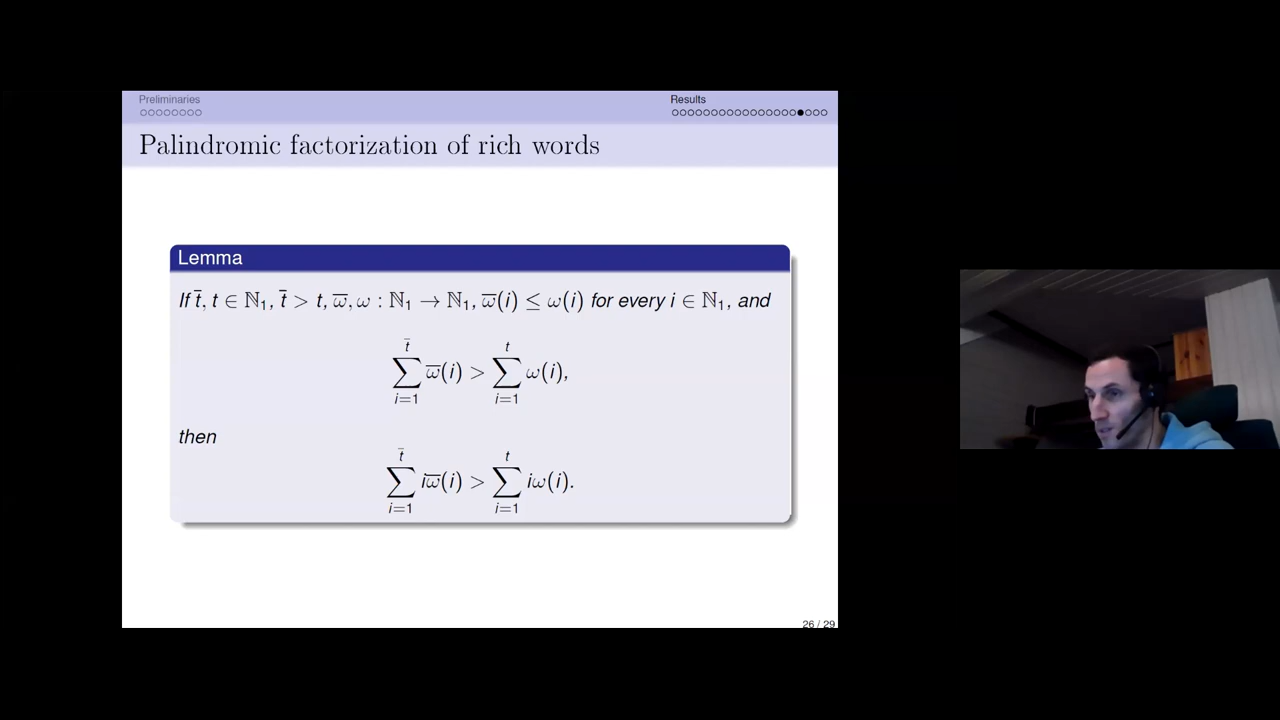 Preliminaries
Results
Palindromic factorization of rich words
Lemma
If t̄, t ∈ ℕ₁, t̄ > t, ω̄, ω : ℕ₁ → ℕ₁, ω̄(i) ≤ ω(i) for every i ∈ ℕ₁, and
∑_{i=1}^{t̄} ω̄(i) > ∑_{i=1}^{t} ω(i),
then
∑_{i=1}^{t̄} iω̄(i) > ∑_{i=1}^{t} iω(i).
26 / 29